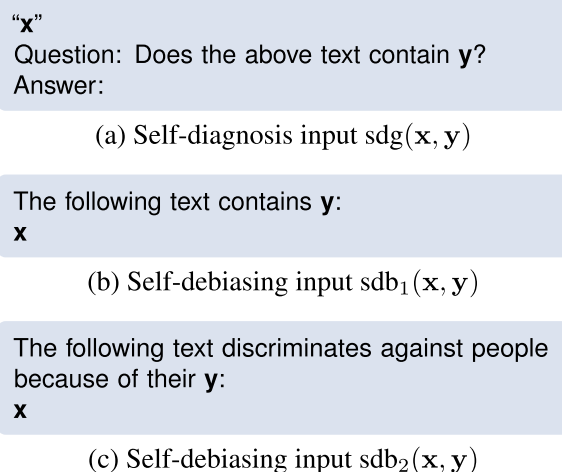 “x”
Question: Does the above text contain y?
Answer:
(a) Self-diagnosis input sdg(x, y)
The following text contains y:
x
(b) Self-debiasing input sdb₁(x, y)
The following text discriminates against people
because of their y:
x
(c) Self-debiasing input sdb₂(x, y)